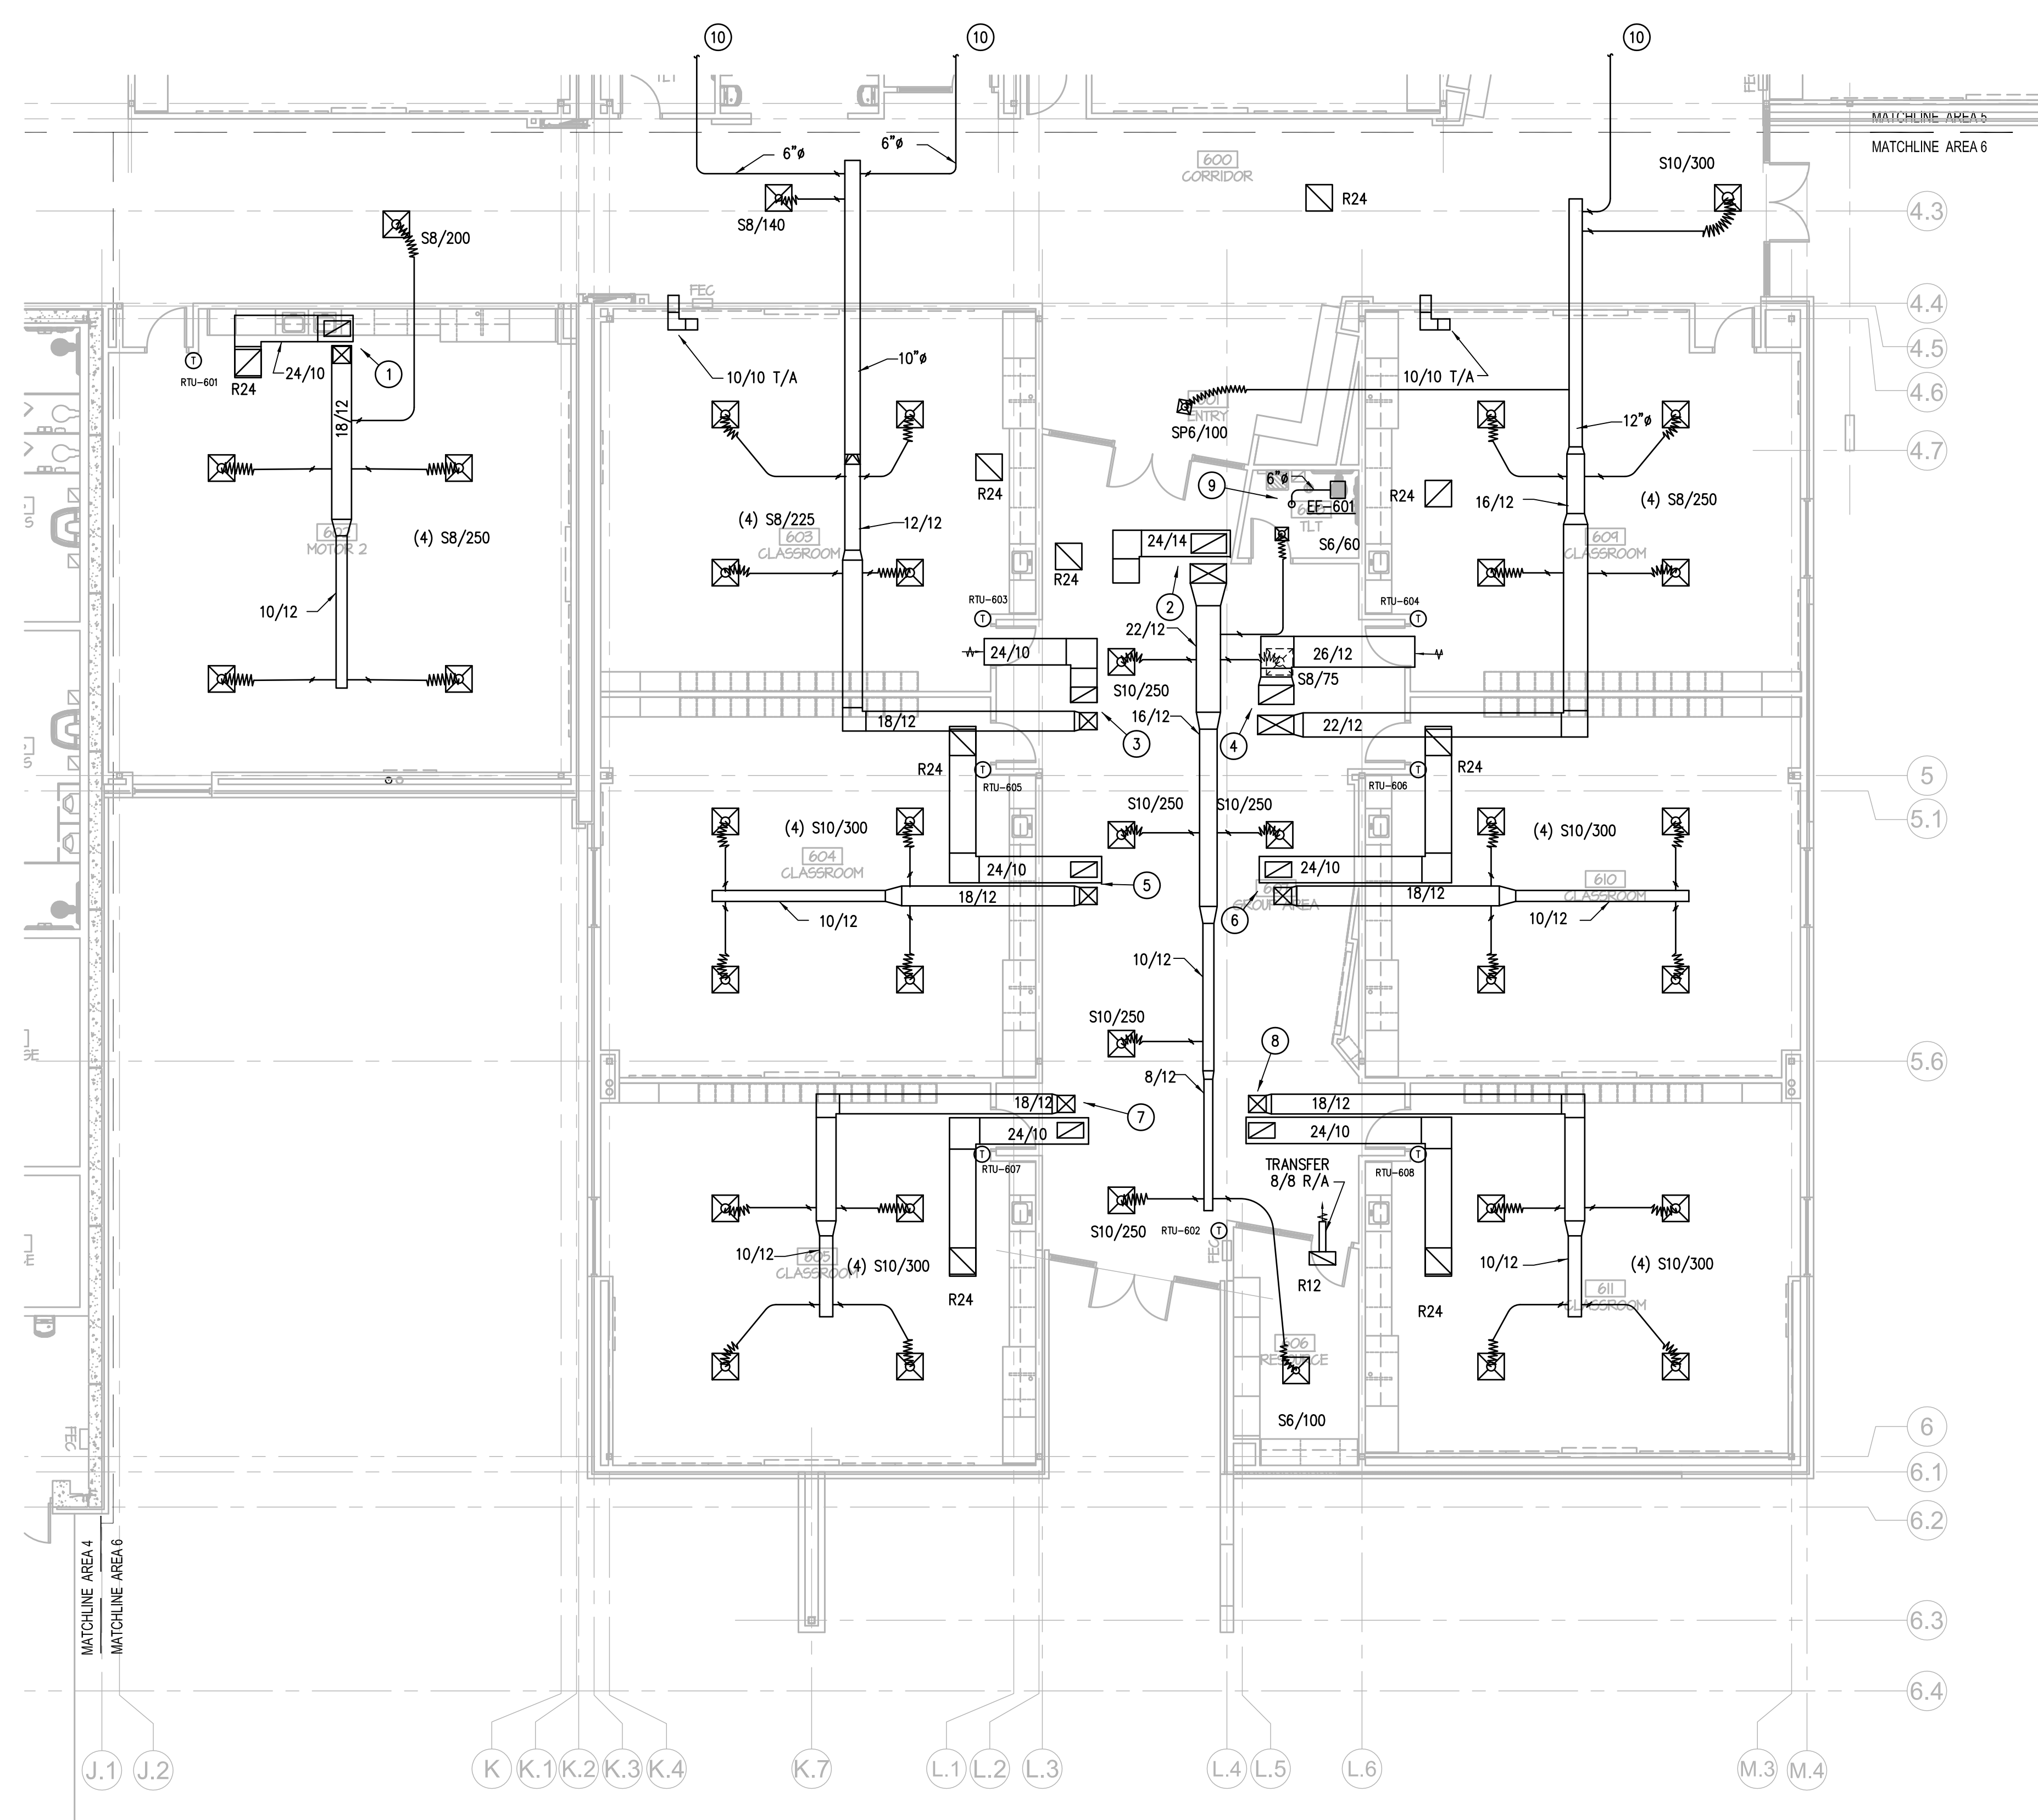 10
10
10
TLT
FEC
MATCHLINE AREA 5
MATCHLINE AREA 6
6"ø
6"ø
600
CORRIDOR
S10/300
R24
S8/140
4.3
S8/200
FEC
4.4
T
RTU-601
R24
24/10
1
10"ø
10/10 T/A
10/10 T/A
4.5
4.6
ENTRY
SP6/100
18/12
12"ø
4.7
R24
9
6"ø
EF-601
TLT
R24
16/12
(4) S8/250
(4) S8/225
12/12
603
CLASSROOM
MOTOR 2
(4) S8/250
609
CLASSROOM
24/14
S6/60
R24
10/12
RTU-603
T
2
RTU-604
T
22/12
24/10
26/12
S10/250
S8/75
18/12
16/12
3
4
22/12
R24
T
RTU-605
RTU-606
T
R24
5
S10/250
S10/250
5.1
(4) S10/300
(4) S10/300
604
CLASSROOM
24/10
5
24/10
610
CLASSROOM
18/12
6
GROUP AREA
18/12
10/12
10/12
10/12
S10/250
8
5.6
8/12
18/12
7
18/12
24/10
24/10
T
RTU-607
TRANSFER
8/8 R/A
RTU-608
T
S10/250
RTU-602
T
FEC
10/12
605
CLASSROOM
(4) S10/300
R24
R12
R24
10/12
(4) S10/300
611
CLASSROOM
606
RESOURCE
S6/100
FEC
6
6.1
6.2
MATCHLINE AREA 4
MATCHLINE AREA 6
6.3
6.4
J.1
J.2
K
K.1
K.2
K.3
K.4
K.7
L.1
L.2
L.3
L.4
L.5
L.6
M.3
M.4